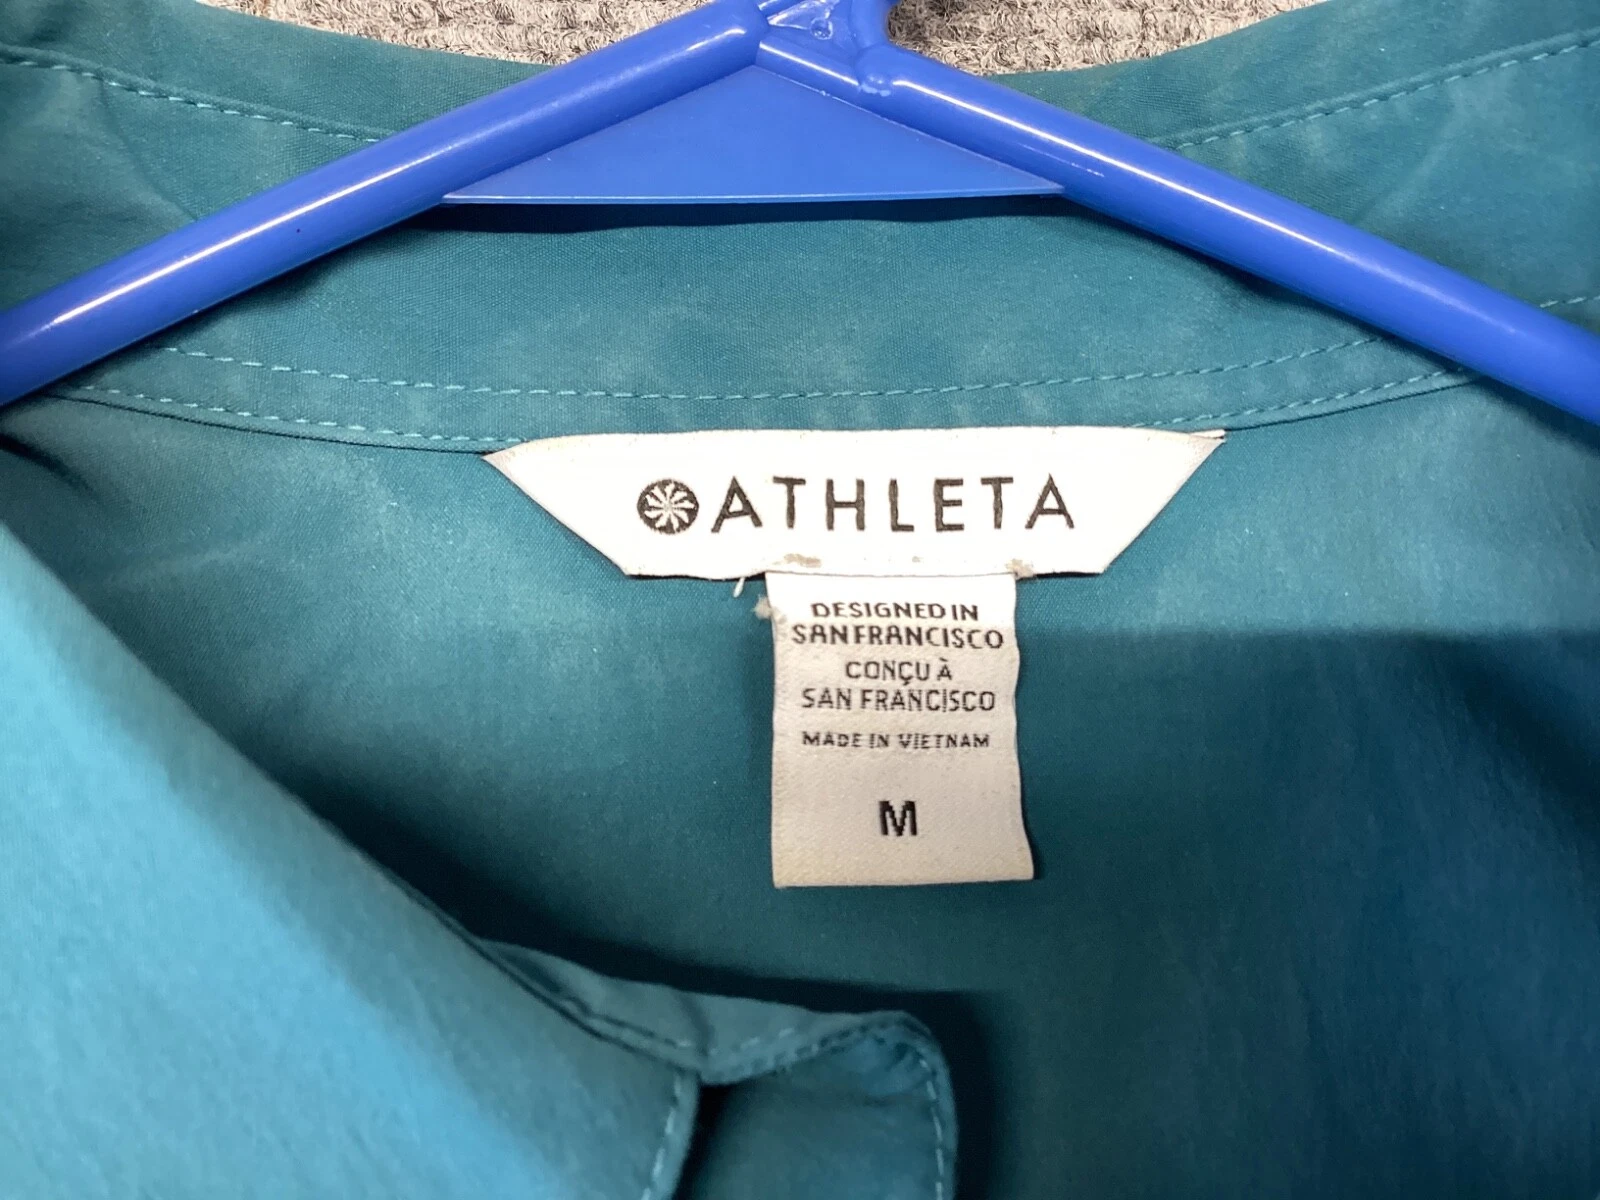 ATHLETA
DESIGNED IN
SAN FRANCISCO
CONÇU À
SAN FRANCISCO
MADE IN VIETNAM
M